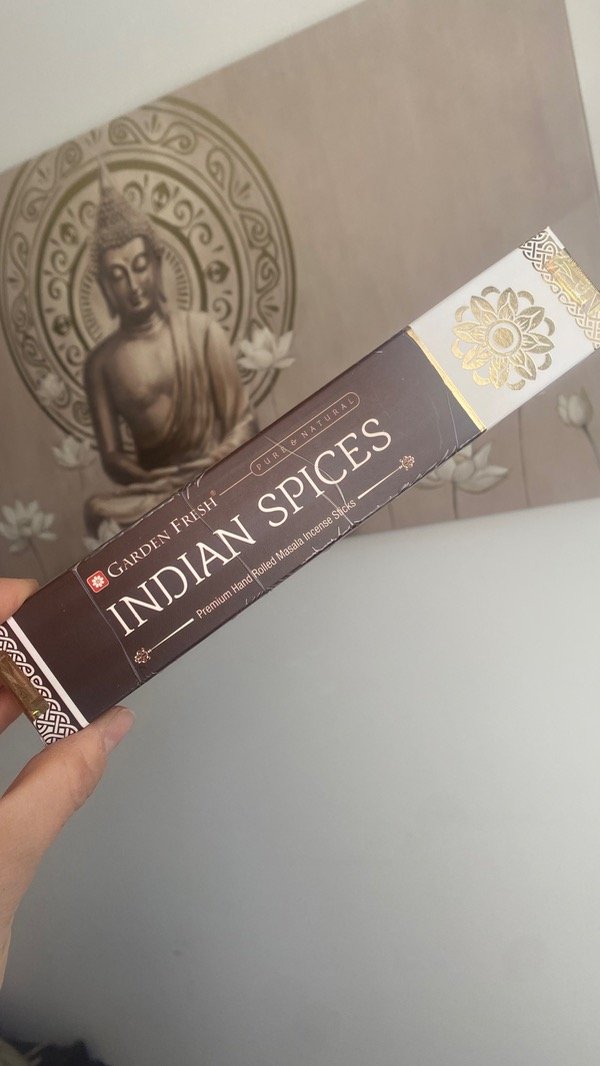 PURE & NATURAL
GARDEN FRESH®
INDIAN SPICES
Premium Hand Rolled Masala Incense Sticks